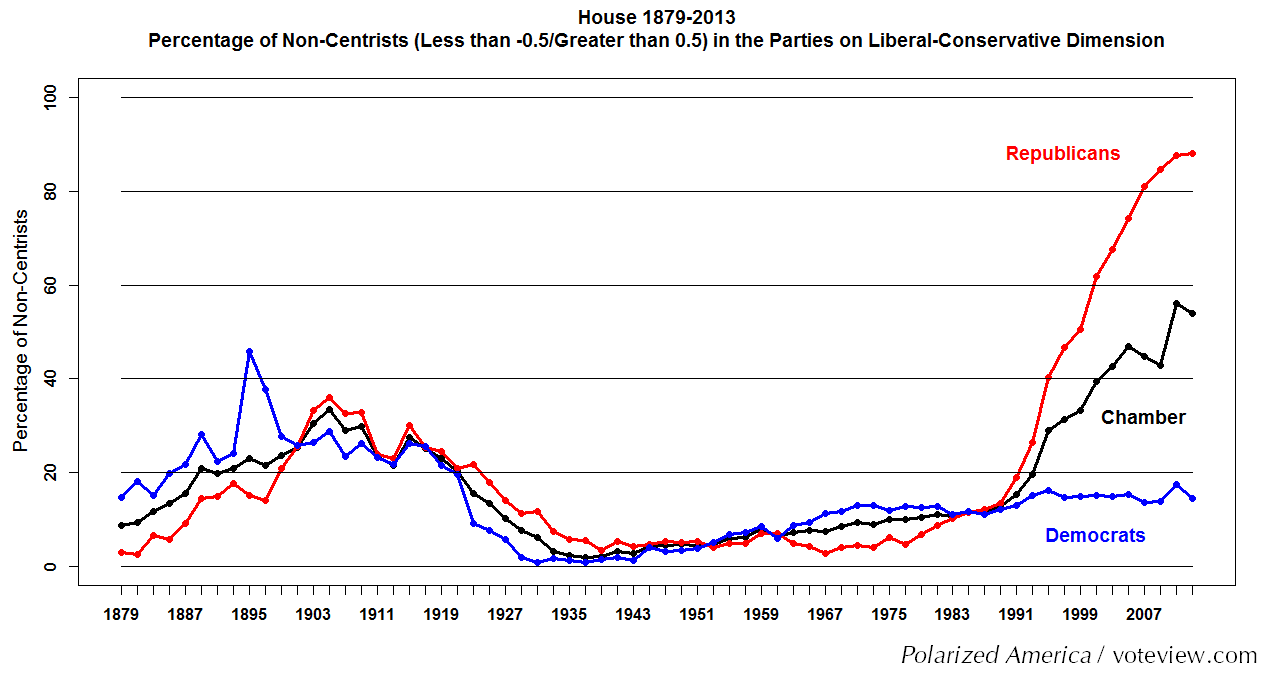 House 1879-2013
Percentage of Non-Centrists (Less than -0.5/Greater than 0.5) in the Parties on Liberal-Conservative Dimension
Percentage of Non-Centrists
100
80
60
40
20
0
Republicans
Chamber
Democrats
1879 1887 1895 1903 1911 1919 1927 1935 1943 1951 1959 1967 1975 1983 1991 1999 2007
Polarized America / voteview.com